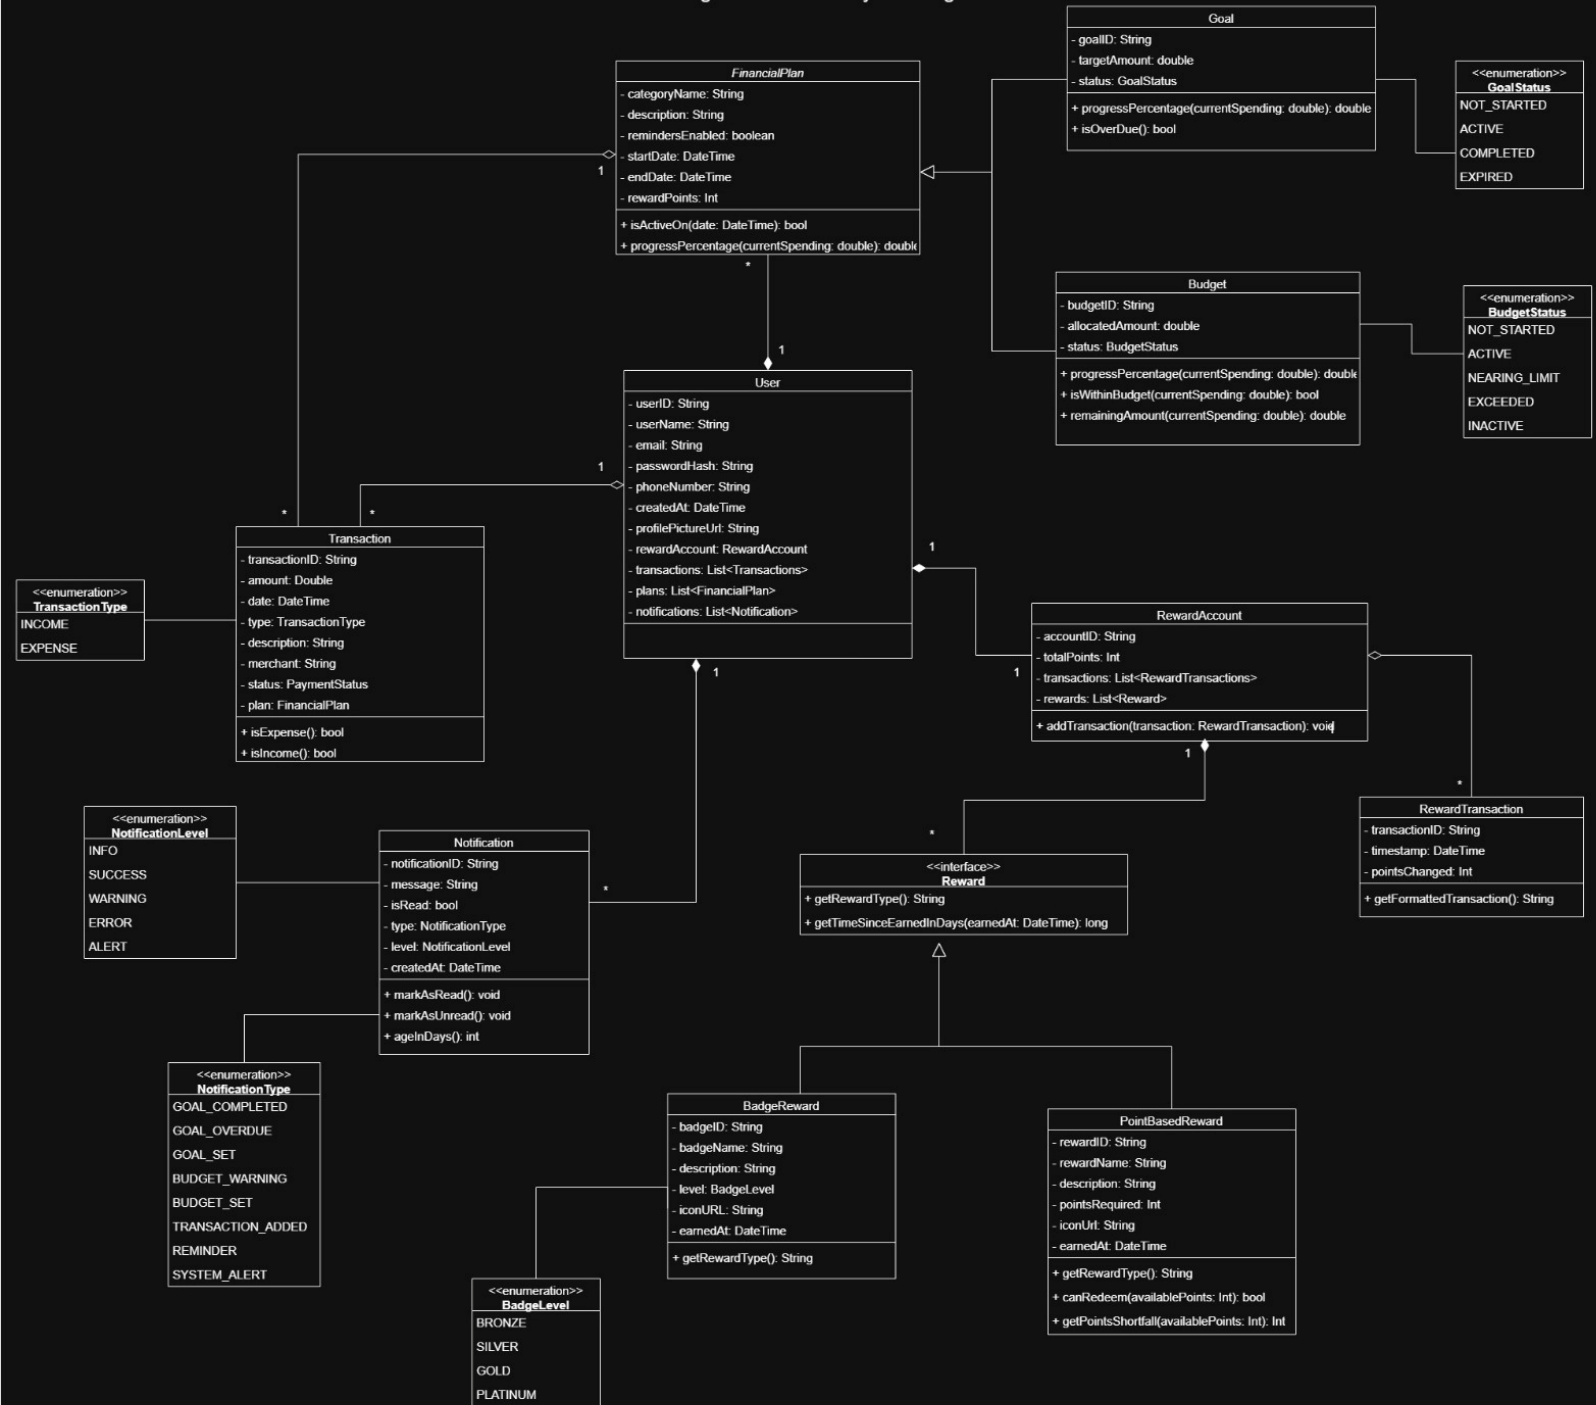 Goal
- goalID: String
- targetAmount: double
- status: GoalStatus
+ progressPercentage(currentSpending: double): double
+ isOverDue(): bool
<<enumeration>>
GoalStatus
NOT_STARTED
ACTIVE
COMPLETED
EXPIRED
FinancialPlan
- categoryName: String
- description: String
- remindersEnabled: boolean
- startDate: DateTime
- endDate: DateTime
- rewardPoints: Int
+ isActiveOn(date: DateTime): bool
+ progressPercentage(currentSpending: double): double
1
*
1
Budget
- budgetID: String
- allocatedAmount: double
- status: BudgetStatus
+ progressPercentage(currentSpending: double): double
+ isWithinBudget(currentSpending: double): bool
+ remainingAmount(currentSpending: double): double
<<enumeration>>
BudgetStatus
NOT_STARTED
ACTIVE
NEARING_LIMIT
EXCEEDED
INACTIVE
User
- userID: String
- userName: String
- email: String
- passwordHash: String
- phoneNumber: String
- createdAt: DateTime
- profilePictureUrl: String
- rewardAccount: RewardAccount
- transactions: List<Transactions>
- plans: List<FinancialPlan>
- notifications: List<Notification>
1
*
*
1
1
1
Transaction
- transactionID: String
- amount: Double
- date: DateTime
- type: TransactionType
- description: String
- merchant: String
- status: PaymentStatus
- plan: FinancialPlan
+ isExpense(): bool
+ isIncome(): bool
<<enumeration>>
TransactionType
INCOME
EXPENSE
RewardAccount
- accountID: String
- totalPoints: Int
- transactions: List<RewardTransactions>
- rewards: List<Reward>
+ addTransaction(transaction: RewardTransaction): void
1
*
RewardTransaction
- transactionID: String
- timestamp: DateTime
- pointsChanged: Int
+ getFormattedTransaction(): String
<<enumeration>>
NotificationLevel
INFO
SUCCESS
WARNING
ERROR
ALERT
Notification
- notificationID: String
- message: String
- isRead: bool
- type: NotificationType
- level: NotificationLevel
- createdAt: DateTime
+ markAsRead(): void
+ markAsUnread(): void
+ ageInDays(): int
*
*
<<interface>>
Reward
+ getRewardType(): String
+ getTimeSinceEarnedInDays(earnedAt: DateTime): long
<<enumeration>>
NotificationType
GOAL_COMPLETED
GOAL_OVERDUE
GOAL_SET
BUDGET_WARNING
BUDGET_SET
TRANSACTION_ADDED
REMINDER
SYSTEM_ALERT
BadgeReward
- badgeID: String
- badgeName: String
- description: String
- level: BadgeLevel
- iconURL: String
- earnedAt: DateTime
+ getRewardType(): String
PointBasedReward
- rewardID: String
- rewardName: String
- description: String
- pointsRequired: Int
- iconUrl: String
- earnedAt: DateTime
+ getRewardType(): String
+ canRedeem(availablePoints: Int): bool
+ getPointsShortfall(availablePoints: Int): Int
<<enumeration>>
BadgeLevel
BRONZE
SILVER
GOLD
PLATINUM